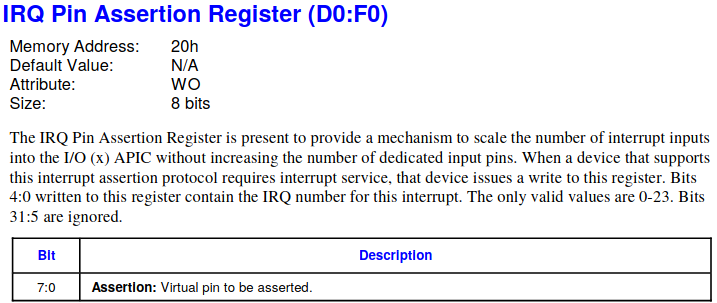 IRQ Pin Assertion Register (D0:F0)
Memory Address: 20h
Default Value: N/A
Attribute: WO
Size: 8 bits
The IRQ Pin Assertion Register is present to provide a mechanism to scale the number of interrupt inputs
into the I/O (x) APIC without increasing the number of dedicated input pins. When a device that supports
this interrupt assertion protocol requires interrupt service, that device issues a write to this register. Bits
4:0 written to this register contain the IRQ number for this interrupt. The only valid values are 0-23. Bits
31:5 are ignored.
Bit Description
7:0 Assertion: Virtual pin to be asserted.